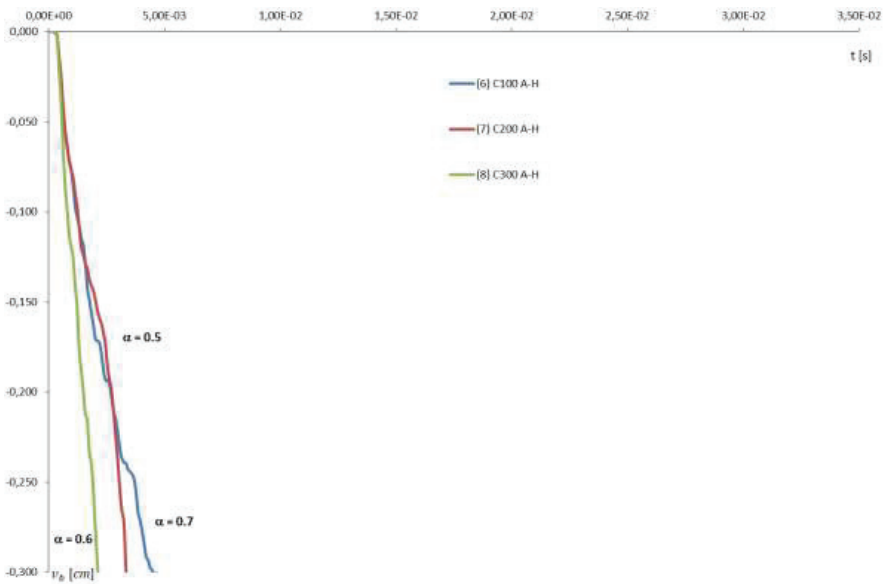 0,00E+00 5,00E-03 1,00E-02 1,50E-02 2,00E-02 2,50E-02 3,00E-02 3,50E-02
0,000
t [s]
(6) C100 A-H
-0,050
(7) C200 A-H
(8) C300 A-H
-0,100
-0,150
α = 0.5
-0,200
-0,250
α = 0.7
α = 0.6
-0,300
v_b [cm]